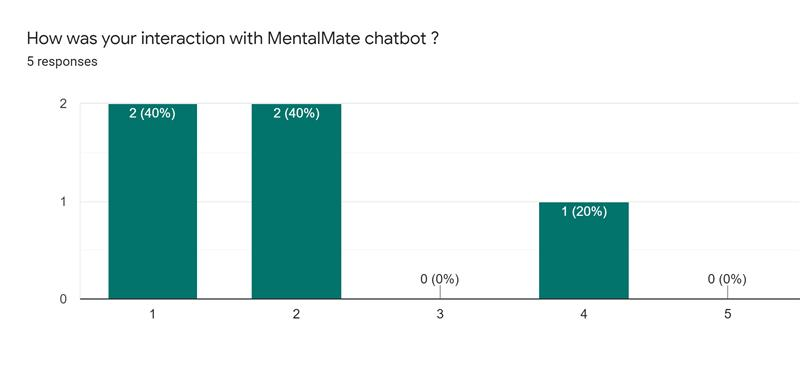 How was your interaction with MentalMate chatbot ?
5 responses
2
2 (40%) 2 (40%)
1
1 (20%)
0 (0%) 0 (0%)
0
1 2 3 4 5